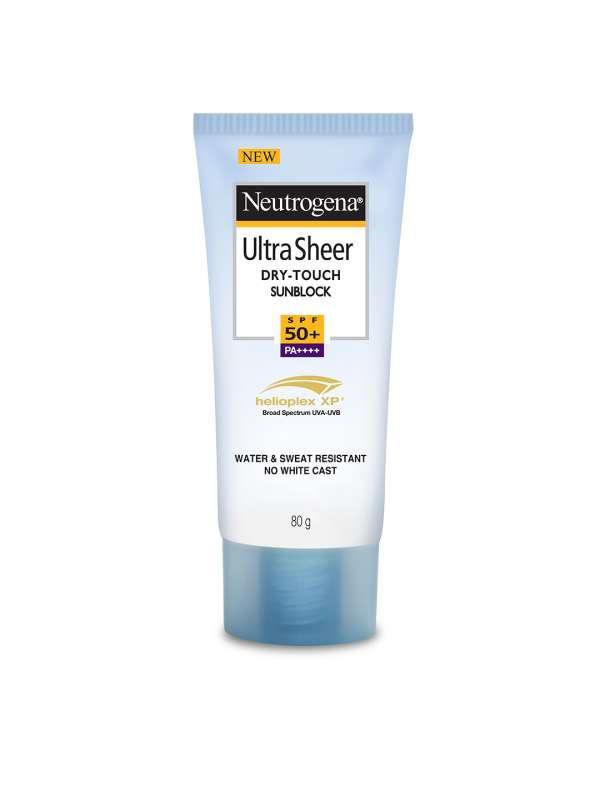 NEW
Neutrogena®
Ultra Sheer
DRY-TOUCH
SUNBLOCK
SPF
50+
PA++++
helioplex XP
Broad Spectrum UVA-UVB
WATER & SWEAT RESISTANT
NO WHITE CAST
80 g